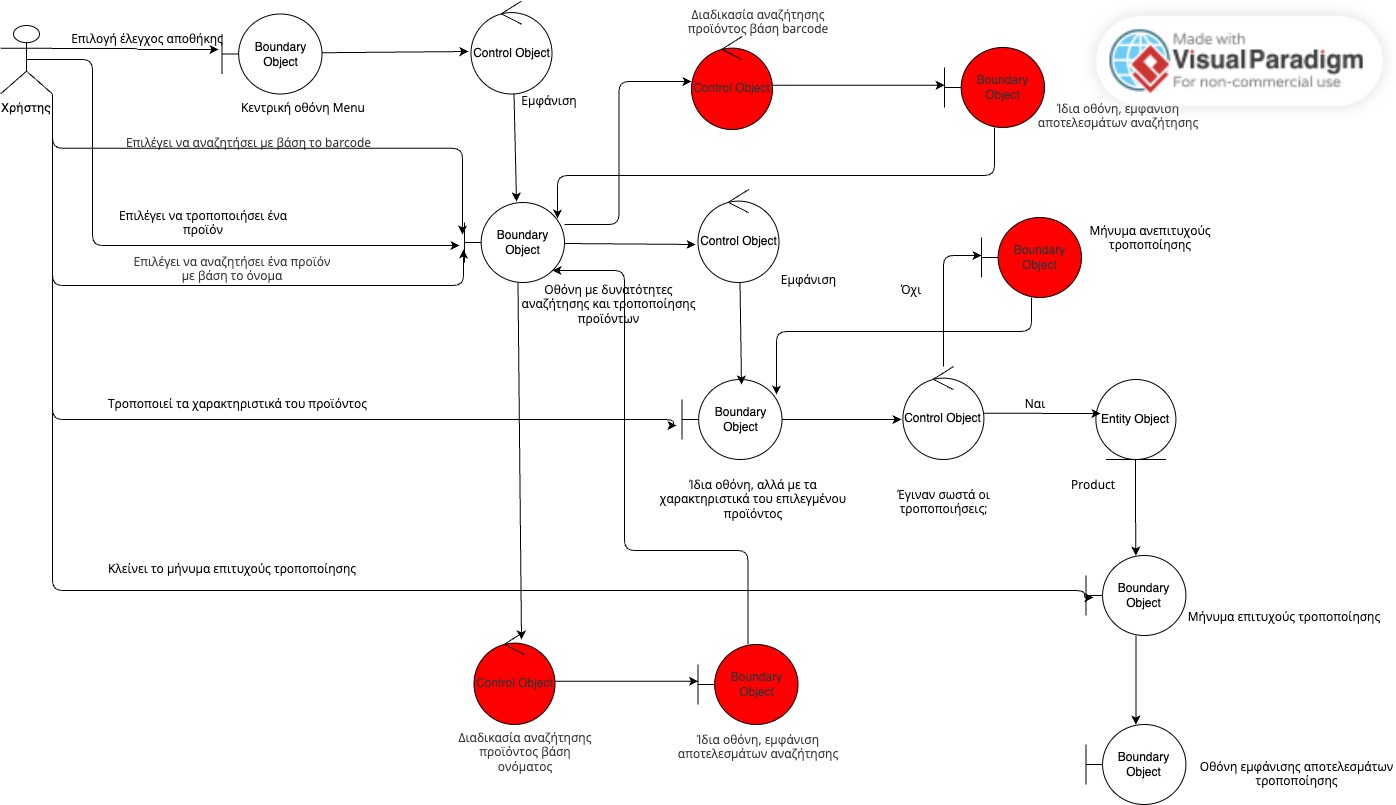 Made with
Visual Paradigm
For non-commercial use
Διαδικασία αναζήτησης
προϊόντος βάση barcode
Επιλογή έλεγχος αποθήκης
Boundary
Object
Control Object
Κεντρική οθόνη Menu
Εμφάνιση
Χρήστης
Control Object
Boundary
Object
Ίδια οθόνη, εμφάνιση
αποτελεσμάτων αναζήτησης
Επιλέγει να αναζητήσει με βάση το barcode
Επιλέγει να τροποποιήσει ένα
προϊόν
Επιλέγει να αναζητήσει ένα προϊόν
με βάση το όνομα
Boundary
Object
Οθόνη με δυνατότητες
αναζήτησης και τροποποίησης
προϊόντων
Control Object
Εμφάνιση
Boundary
Object
Μήνυμα ανεπιτυχούς
τροποποίησης
Όχι
Τροποποιεί τα χαρακτηριστικά του προϊόντος
Boundary
Object
Ίδια οθόνη, αλλά με τα
χαρακτηριστικά του επιλεγμένου
προϊόντος
Control Object
Έγιναν σωστά οι
τροποποιήσεις;
Ναι
Entity Object
Product
Κλείνει το μήνυμα επιτυχούς τροποποίησης
Boundary
Object
Μήνυμα επιτυχούς τροποποίησης
Control Object
Διαδικασία αναζήτησης
προϊόντος βάση
ονόματος
Boundary
Object
Ίδια οθόνη, εμφάνιση
αποτελεσμάτων αναζήτησης
Boundary
Object
Οθόνη εμφάνισης αποτελεσμάτων
τροποποίησης